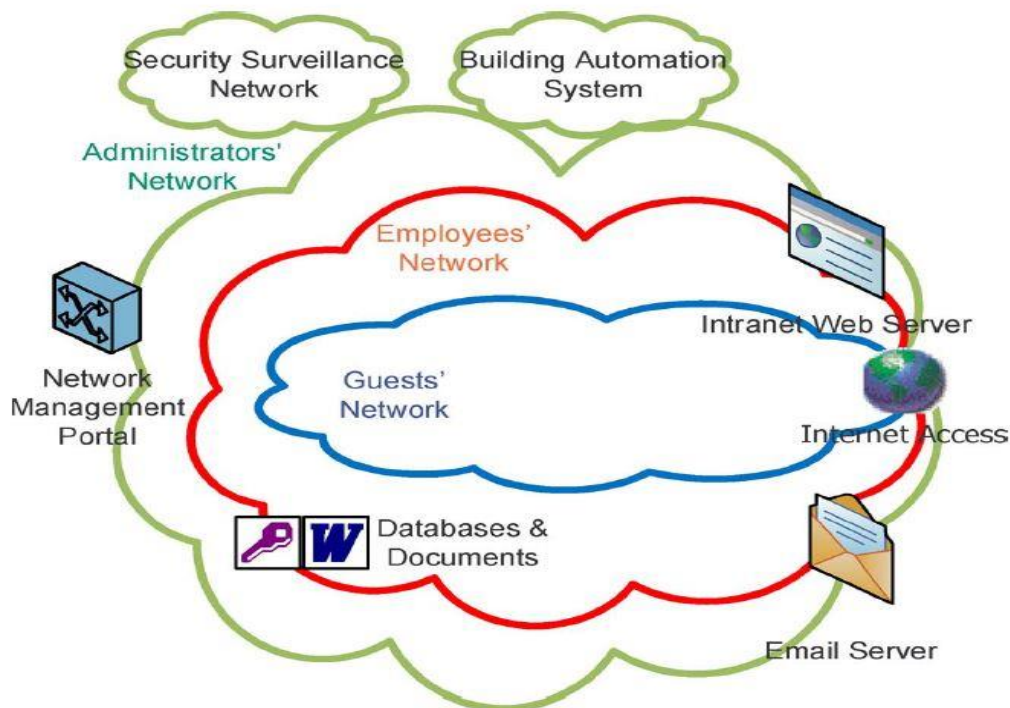 Security Surveillance
Network
Building Automation
System
Administrators'
Network
Employees'
Network
Intranet Web Server
Network
Management
Portal
Guests'
Network
Internet Access
W
Databases &
Documents
Email Server